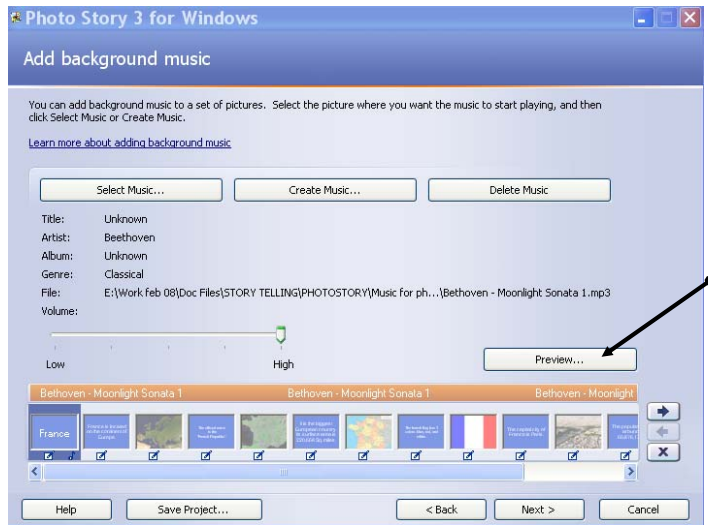 Photo Story 3 for Windows
Add background music
You can add background music to a set of pictures. Select the picture where you want the music to start playing, and then
click Select Music or Create Music.
Learn more about adding background music
Select Music... Create Music... Delete Music
Title: Unknown
Artist: Beethoven
Album: Unknown
Genre: Classical
File: E:\Work feb 08\Doc Files\STORY TELLING\PHOTOSTORY\Music for ph...\Bethoven - Moonlight Sonata 1.mp3
Volume:
Low High Preview...
Bethoven - Moonlight Sonata 1 Bethoven - Moonlight Sonata 1 Bethoven - Moonlight
France
Help Save Project... < Back Next > Cancel